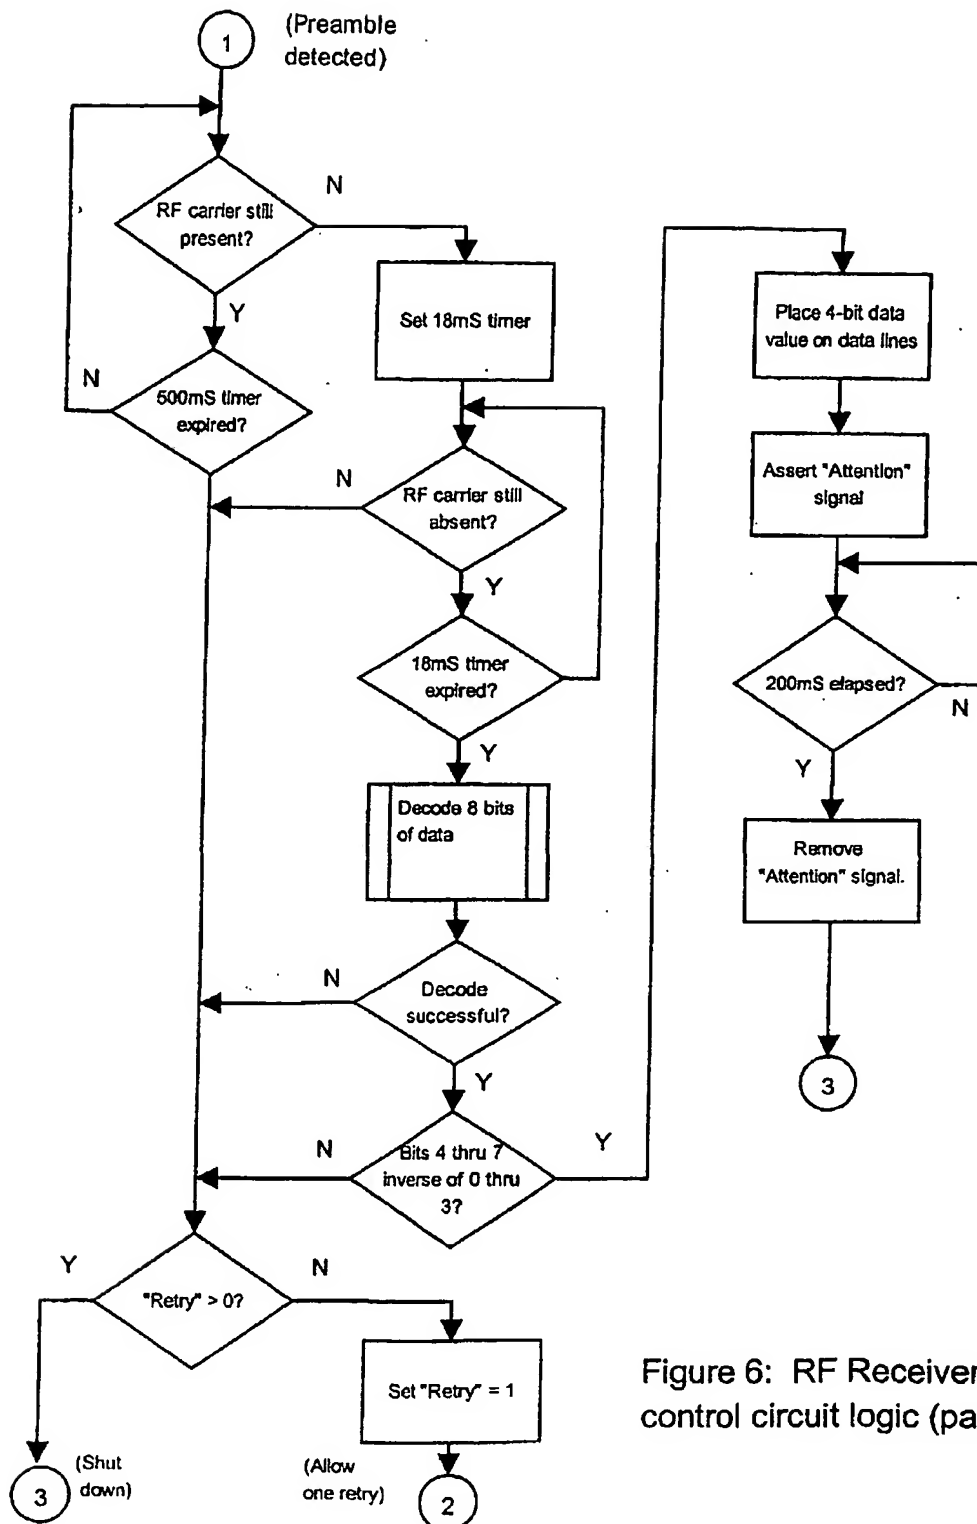 1
(Preamble
detected)
RF carrier still
present?
N
Y
Set 18mS timer
500mS timer
expired?
N
RF carrier still
absent?
N
Y
18mS timer
expired?
Y
Decode 8 bits
of data
Decode
successful?
N
Y
Bits 4 thru 7
inverse of 0 thru
3?
N
Y
"Retry" > 0?
Y
N
Set "Retry" = 1
(Shut
down)
3
(Allow
one retry)
2
Place 4-bit data
value on data lines
Assert "Attention"
signal
200mS elapsed?
N
Y
Remove
"Attention" signal.
3
Figure 6: RF Receiver
control circuit logic (pa